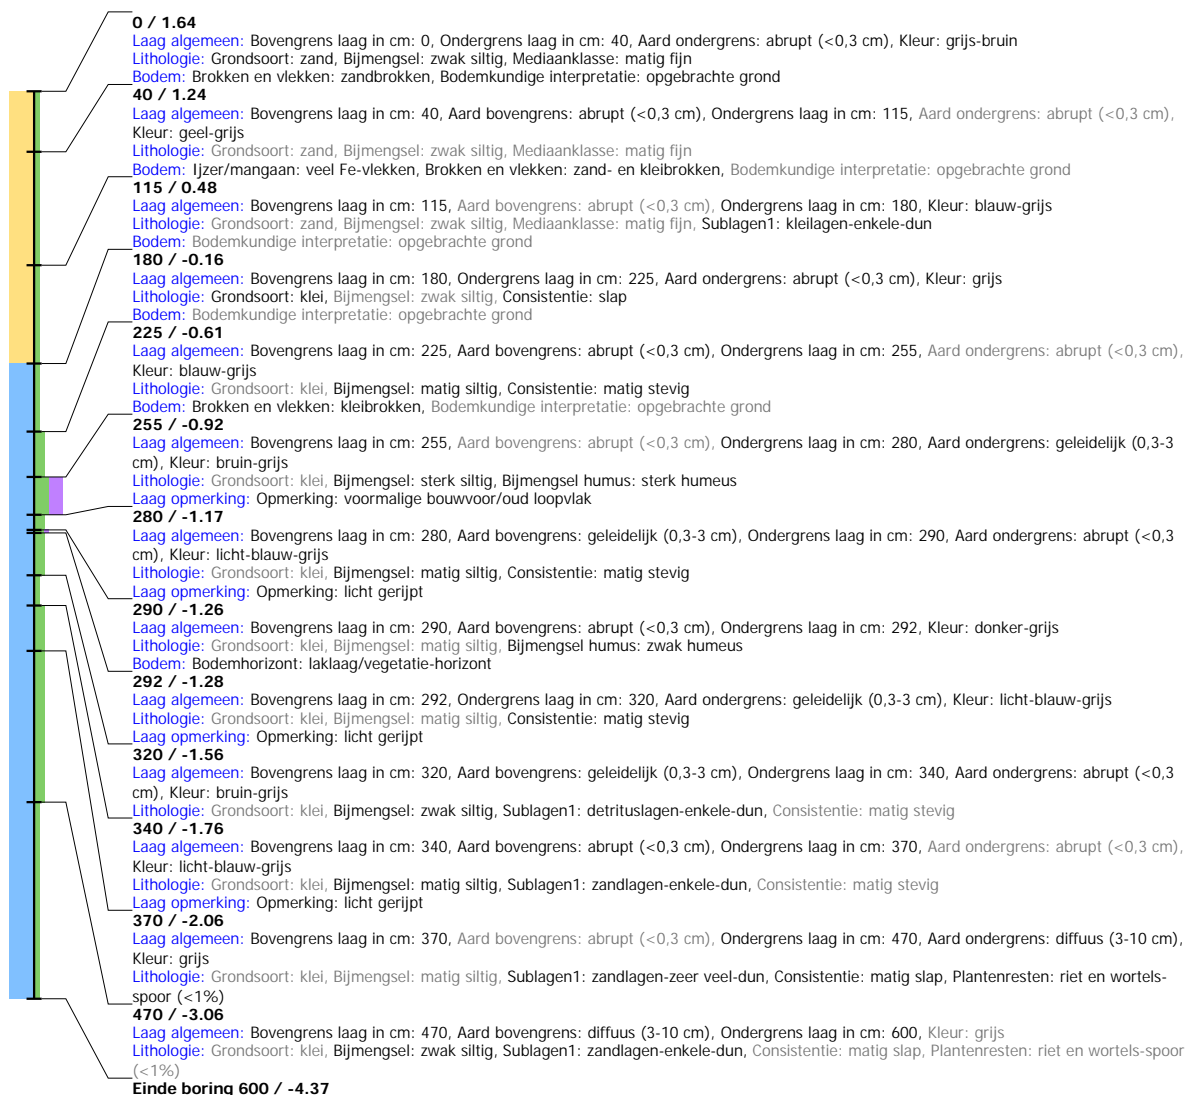 0 / 1.64
Laag algemeen: Bovengrens laag in cm: 0, Ondergrens laag in cm: 40, Aard ondergrens: abrupt (<0,3 cm), Kleur: grijs-bruin
Lithologie: Grondsoort: zand, Bijmengsel: zwak siltig, Mediaanklasse: matig fijn
Bodem: Brokken en vlekken: zandbrokken, Bodemkundige interpretatie: opgebrachte grond
40 / 1.24
Laag algemeen: Bovengrens laag in cm: 40, Aard bovengrens: abrupt (<0,3 cm), Ondergrens laag in cm: 115, Aard ondergrens: abrupt (<0,3 cm),
Kleur: geel-grijs
Lithologie: Grondsoort: zand, Bijmengsel: zwak siltig, Mediaanklasse: matig fijn
Bodem: Ijzer/mangaan: veel Fe-vlekken, Brokken en vlekken: zand- en kleibrokken, Bodemkundige interpretatie: opgebrachte grond
115 / 0.48
Laag algemeen: Bovengrens laag in cm: 115, Aard bovengrens: abrupt (<0,3 cm), Ondergrens laag in cm: 180, Kleur: blauw-grijs
Lithologie: Grondsoort: zand, Bijmengsel: zwak siltig, Mediaanklasse: matig fijn, Sublagen1: kleilagen-enkele-dun
Bodem: Bodemkundige interpretatie: opgebrachte grond
180 / -0.16
Laag algemeen: Bovengrens laag in cm: 180, Ondergrens laag in cm: 225, Aard ondergrens: abrupt (<0,3 cm), Kleur: grijs
Lithologie: Grondsoort: klei, Bijmengsel: zwak siltig, Consistentie: slap
Bodem: Bodemkundige interpretatie: opgebrachte grond
225 / -0.61
Laag algemeen: Bovengrens laag in cm: 225, Aard bovengrens: abrupt (<0,3 cm), Ondergrens laag in cm: 255, Aard ondergrens: abrupt (<0,3 cm),
Kleur: blauw-grijs
Lithologie: Grondsoort: klei, Bijmengsel: matig siltig, Consistentie: matig stevig
Bodem: Brokken en vlekken: kleibrokken, Bodemkundige interpretatie: opgebrachte grond
255 / -0.92
Laag algemeen: Bovengrens laag in cm: 255, Aard bovengrens: abrupt (<0,3 cm), Ondergrens laag in cm: 280, Aard ondergrens: geleidelijk (0,3-3
cm), Kleur: bruin-grijs
Lithologie: Grondsoort: klei, Bijmengsel: sterk siltig, Bijmengsel humus: sterk humeus
Laag opmerking: Opmerking: voormalige bouwvoor/oud loopvlak
280 / -1.17
Laag algemeen: Bovengrens laag in cm: 280, Aard bovengrens: geleidelijk (0,3-3 cm), Ondergrens laag in cm: 290, Aard ondergrens: abrupt (<0,3
cm), Kleur: licht-blauw-grijs
Lithologie: Grondsoort: klei, Bijmengsel: matig siltig, Consistentie: matig stevig
Laag opmerking: Opmerking: licht gerijpt
290 / -1.26
Laag algemeen: Bovengrens laag in cm: 290, Aard bovengrens: abrupt (<0,3 cm), Ondergrens laag in cm: 292, Kleur: donker-grijs
Lithologie: Grondsoort: klei, Bijmengsel: matig siltig, Bijmengsel humus: zwak humeus
Bodem: Bodemhorizont: laklaag/vegetatie-horizont
292 / -1.28
Laag algemeen: Bovengrens laag in cm: 292, Ondergrens laag in cm: 320, Aard ondergrens: geleidelijk (0,3-3 cm), Kleur: licht-blauw-grijs
Lithologie: Grondsoort: klei, Bijmengsel: matig siltig, Consistentie: matig stevig
Laag opmerking: Opmerking: licht gerijpt
320 / -1.56
Laag algemeen: Bovengrens laag in cm: 320, Aard bovengrens: geleidelijk (0,3-3 cm), Ondergrens laag in cm: 340, Aard ondergrens: abrupt (<0,3
cm), Kleur: bruin-grijs
Lithologie: Grondsoort: klei, Bijmengsel: zwak siltig, Sublagen1: detrituslagen-enkele-dun, Consistentie: matig stevig
340 / -1.76
Laag algemeen: Bovengrens laag in cm: 340, Aard bovengrens: abrupt (<0,3 cm), Ondergrens laag in cm: 370, Aard ondergrens: abrupt (<0,3 cm),
Kleur: licht-blauw-grijs
Lithologie: Grondsoort: klei, Bijmengsel: matig siltig, Sublagen1: zandlagen-enkele-dun, Consistentie: matig stevig
Laag opmerking: Opmerking: licht gerijpt
370 / -2.06
Laag algemeen: Bovengrens laag in cm: 370, Aard bovengrens: abrupt (<0,3 cm), Ondergrens laag in cm: 470, Aard ondergrens: diffuus (3-10 cm),
Kleur: grijs
Lithologie: Grondsoort: klei, Bijmengsel: matig siltig, Sublagen1: zandlagen-zeer veel-dun, Consistentie: matig slap, Plantenresten: riet en wortels-
spoor (<1%)
470 / -3.06
Laag algemeen: Bovengrens laag in cm: 470, Aard bovengrens: diffuus (3-10 cm), Ondergrens laag in cm: 600, Kleur: grijs
Lithologie: Grondsoort: klei, Bijmengsel: zwak siltig, Sublagen1: zandlagen-enkele-dun, Consistentie: matig slap, Plantenresten: riet en wortels-spoor
(<1%)
Einde boring 600 / -4.37